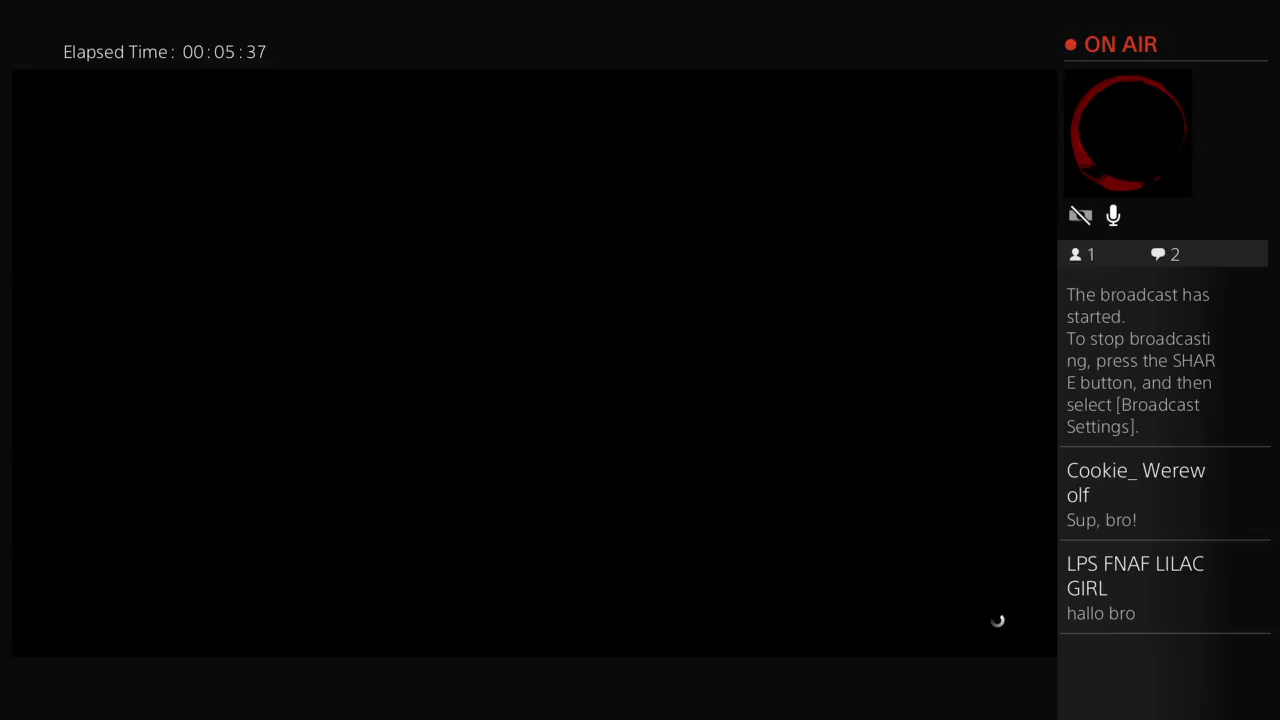 Elapsed Time: 00:05:37
ON AIR
1 2
The broadcast has
started.
To stop broadcasti
ng, press the SHAR
E button, and then
select [Broadcast
Settings].
Cookie_ Werew
olf
Sup, bro!
LPS FNAF LILAC
GIRL
hallo bro